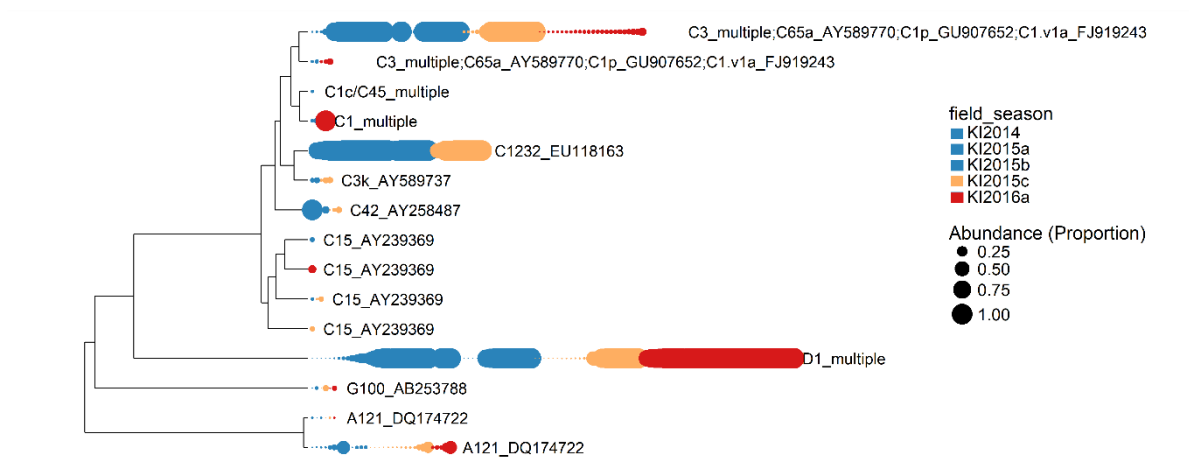 C3_multiple;C65a_AY589770;C1p_GU907652;C1.v1a_FJ919243
C3_multiple;C65a_AY589770;C1p_GU907652;C1.v1a_FJ919243
C1c/C45_multiple
C1_multiple
C1232_EU118163
C3k_AY589737
C42_AY258487
C15_AY239369
C15_AY239369
C15_AY239369
C15_AY239369
D1_multiple
G100_AB253788
A121_DQ174722
A121_DQ174722
field_season
KI2014
KI2015a
KI2015b
KI2015c
KI2016a
Abundance (Proportion)
0.25
0.50
0.75
1.00